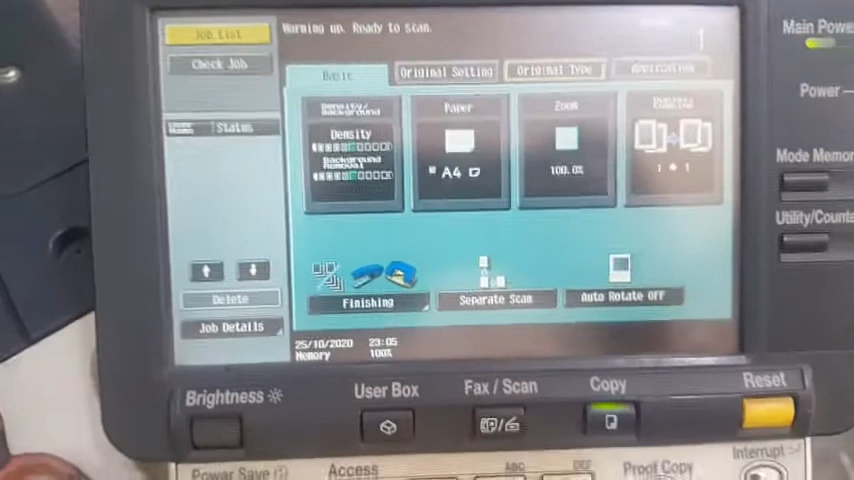 Job List
Warming up. Ready to scan.
1
Main Power
Check Job
Basic
Original Setting
Original Type
Application
Power
Density/
Background
Paper
Zoom
Duplex/
Combine
User
Name
Status
Density
Background
Removal
A4
100.0%
1 1
Mode Memory
Utility/Counte
Delete
Finishing
Separate Scan
Auto Rotate Off
Job Details
25/10/2020 23:05
Memory 100%
Brightness
User Box
Fax / Scan
Copy
Reset
Power Save
Access
ABC
DEF
Proof Copy
Interrupt